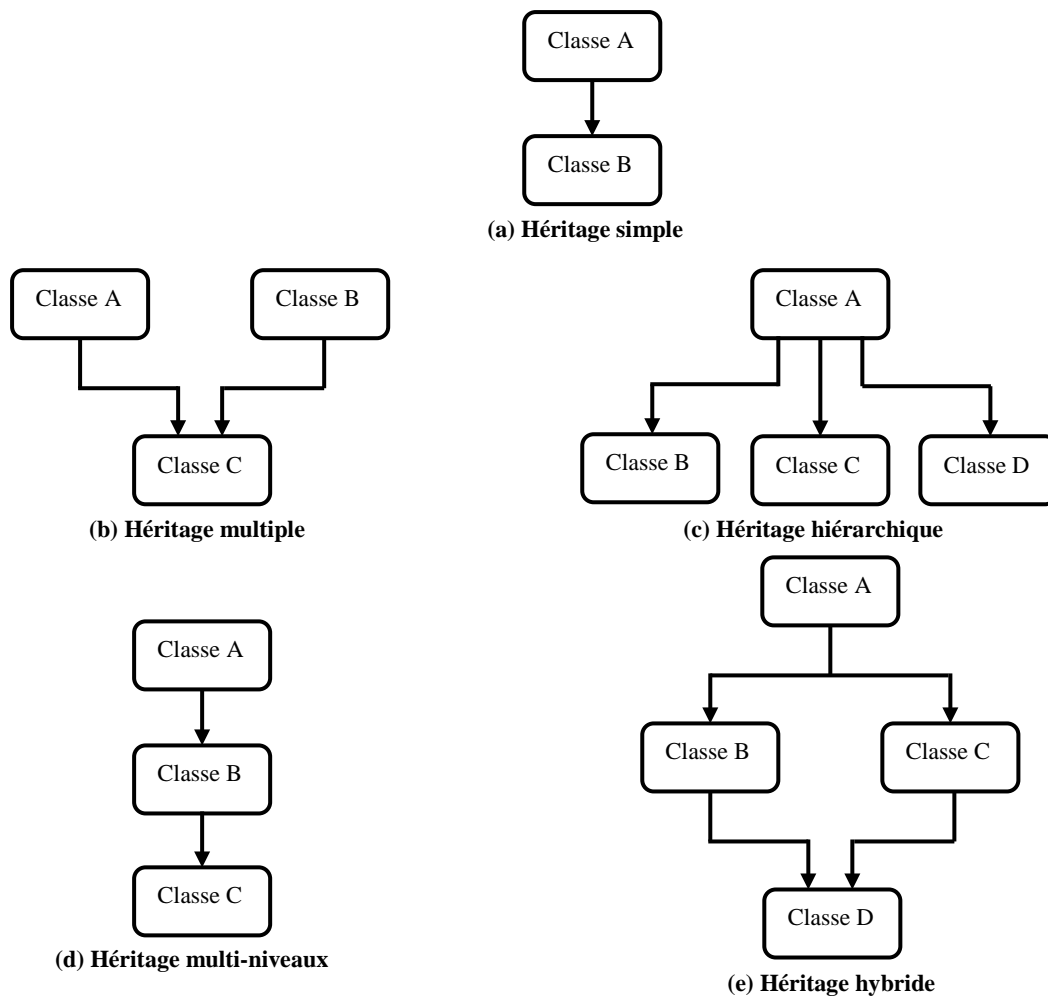 Classe A
Classe B
(a) Héritage simple
Classe A
Classe B
Classe C
(b) Héritage multiple
Classe A
Classe B
Classe C
Classe D
(c) Héritage hiérarchique
Classe A
Classe B
Classe C
(d) Héritage multi-niveaux
Classe A
Classe B
Classe C
Classe D
(e) Héritage hybride